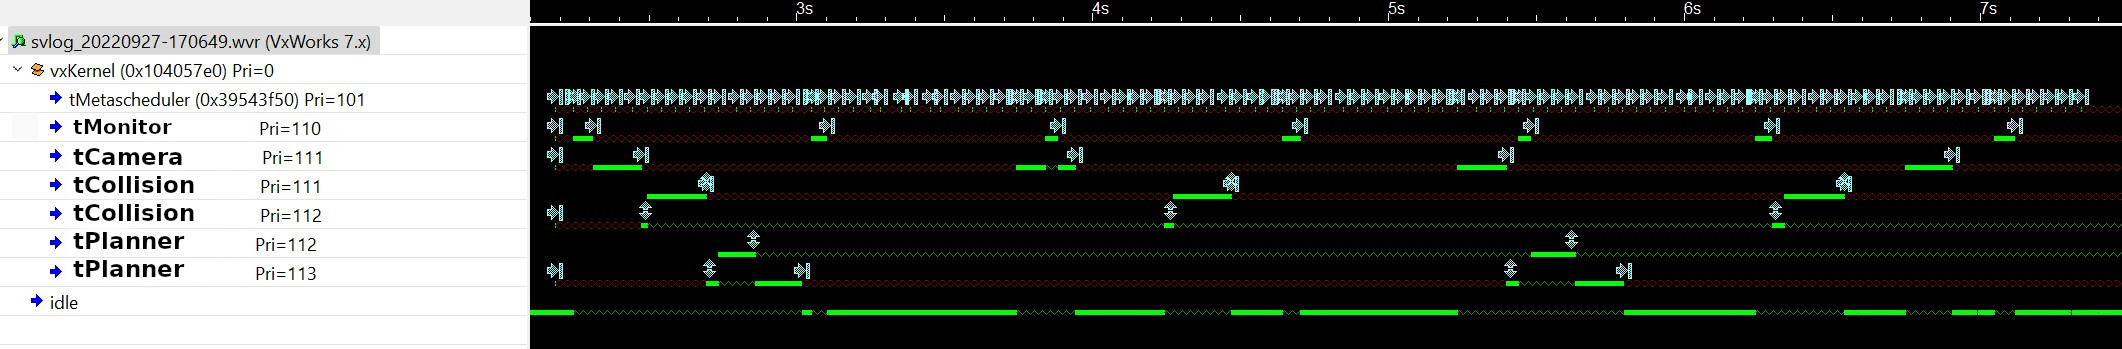 3s 4s 5s 6s 7s
svlog_20220927-170649.wvr (VxWorks 7.x)
vxKernel (0x104057e0) Pri=0
tMetascheduler (0x39543f50) Pri=101
tMonitor Pri=110
tCamera Pri=111
tCollision Pri=111
tCollision Pri=112
tPlanner Pri=112
tPlanner Pri=113
idle